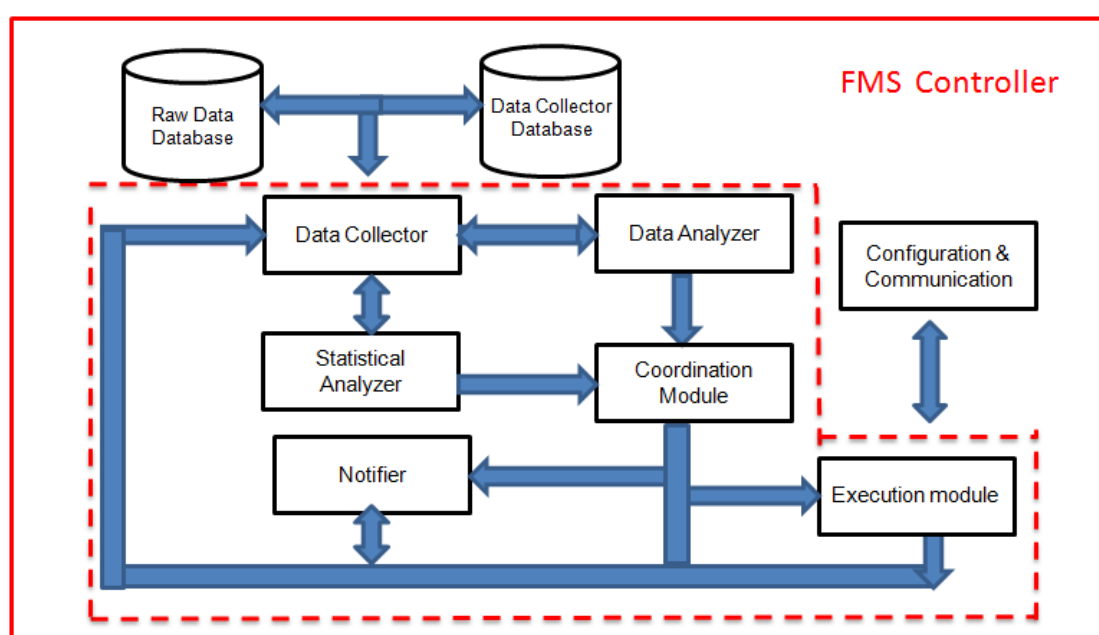 FMS Controller
Raw Data
Database
Data Collector
Database
Data Collector
Data Analyzer
Configuration &
Communication
Statistical
Analyzer
Coordination
Module
Notifier
Execution module